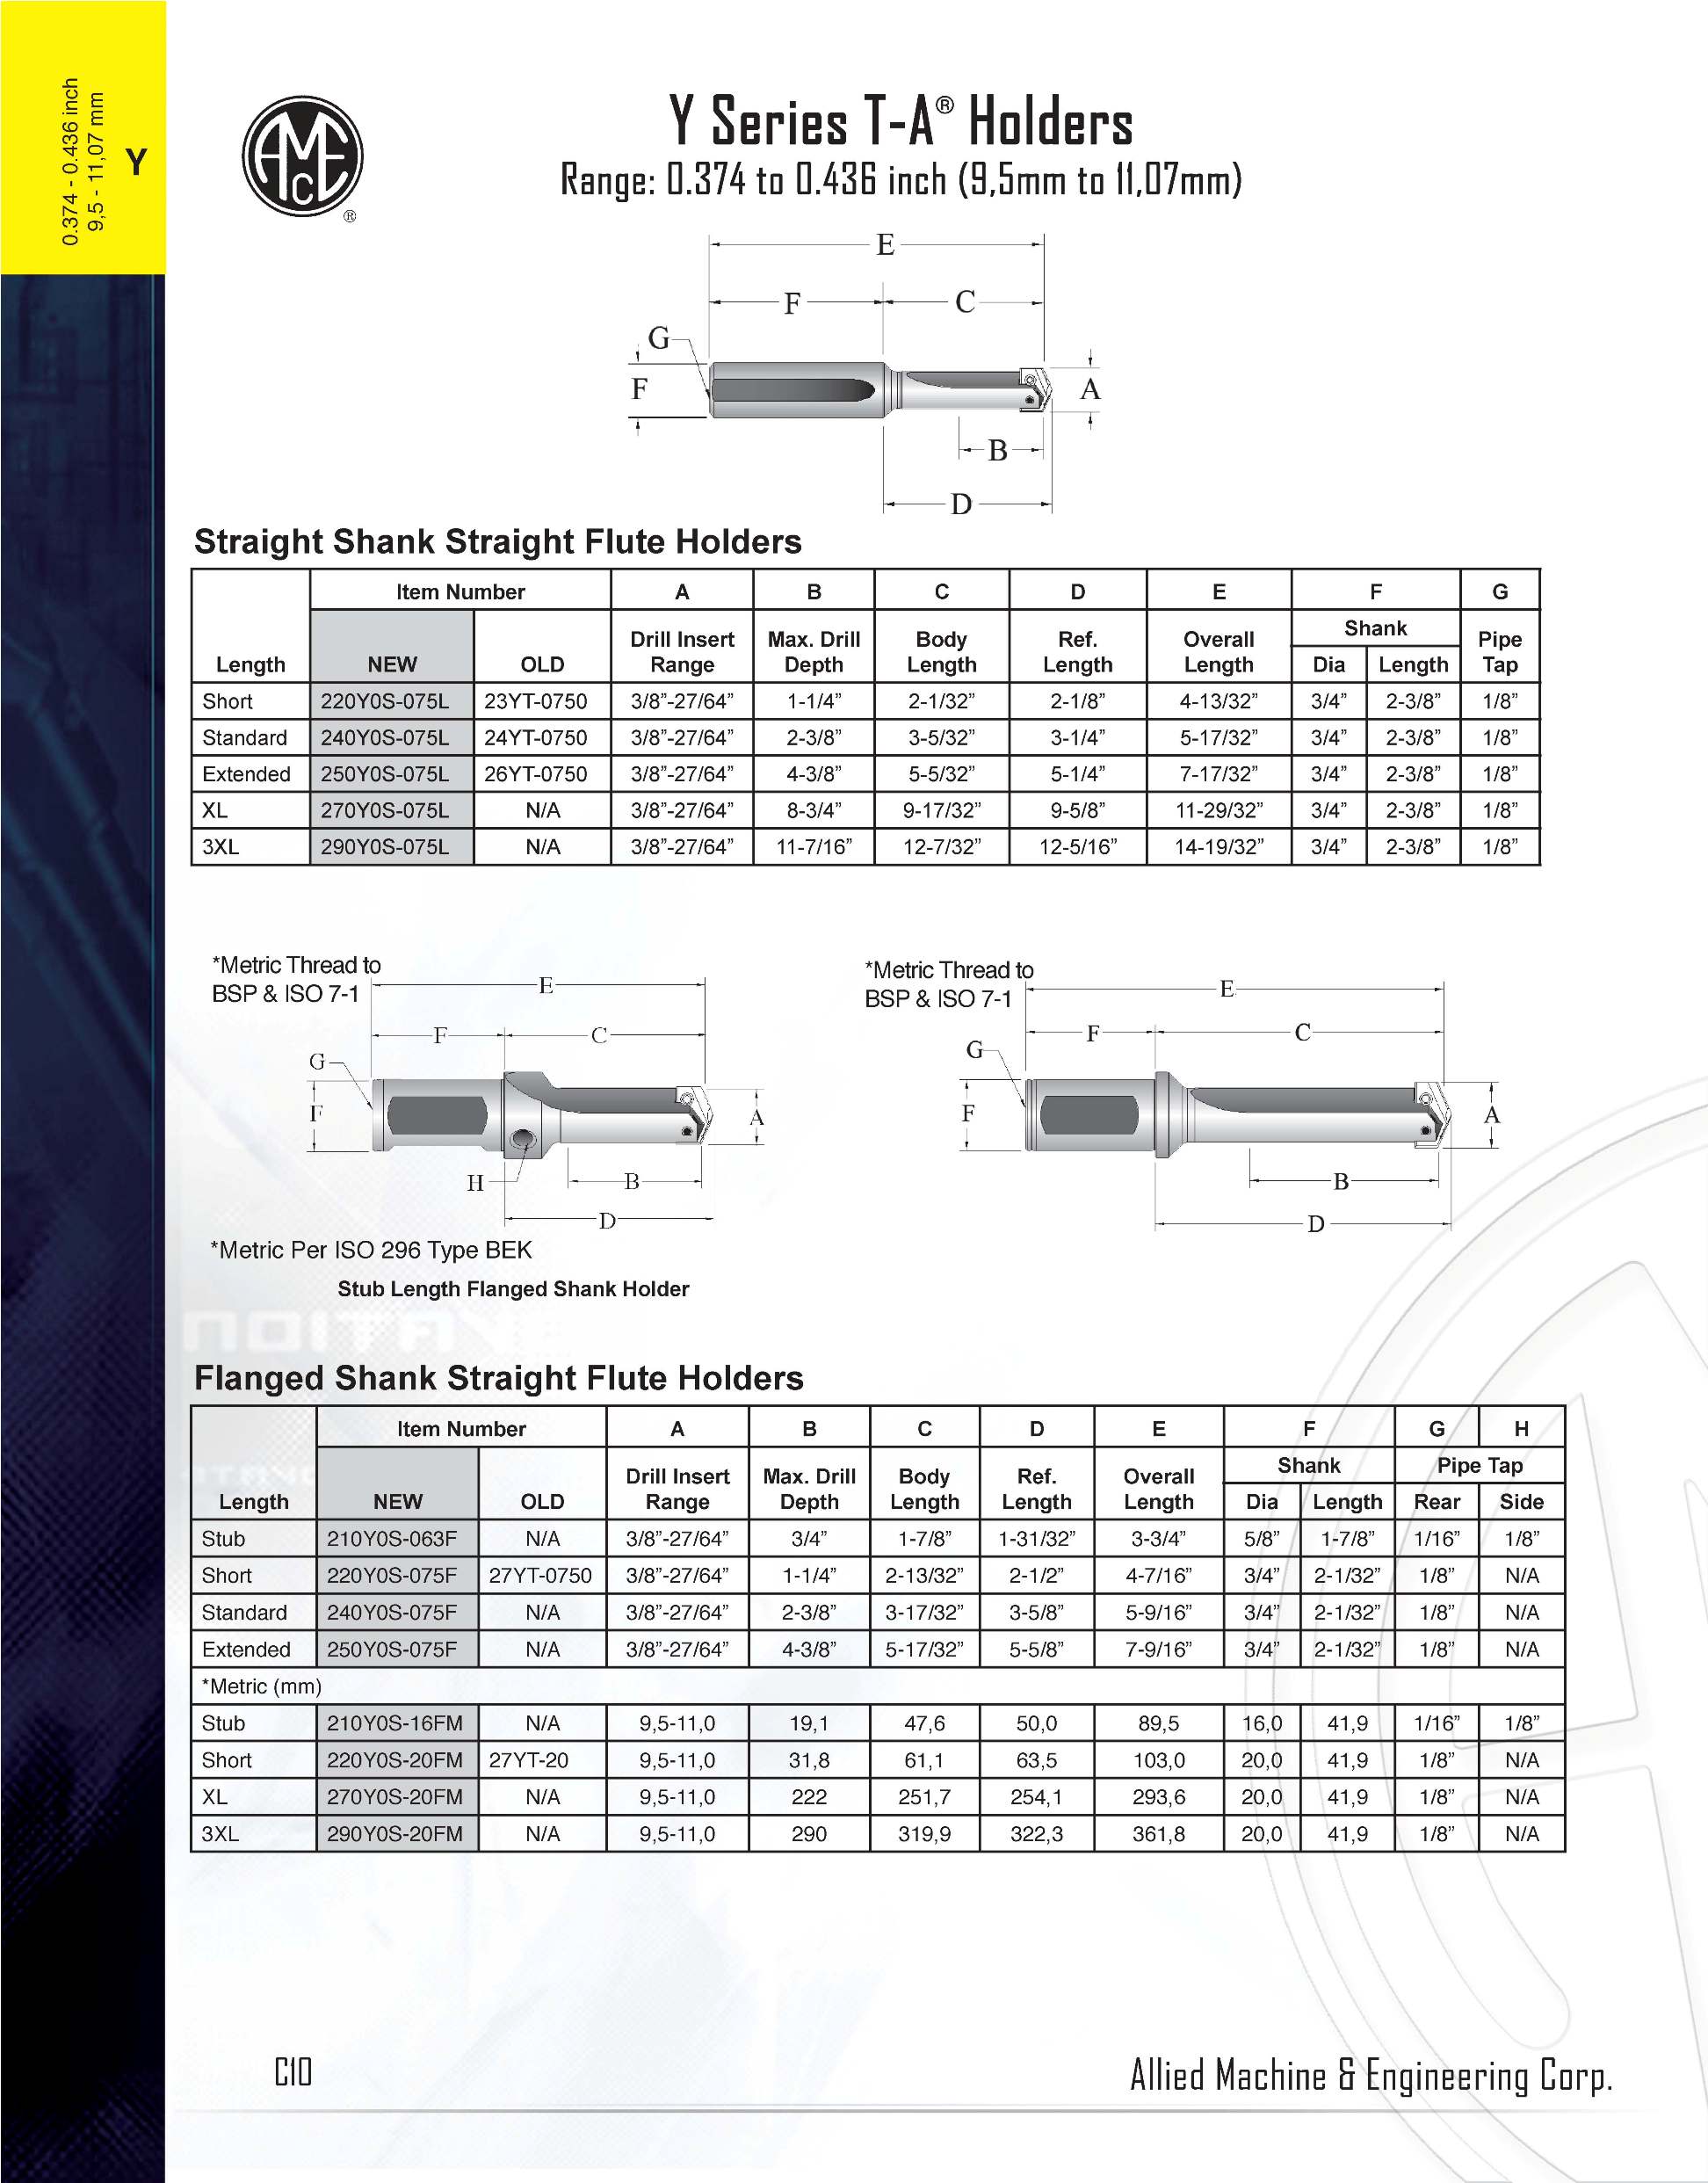 0.374 - 0.436 inch
9,5 - 11,07 mm
Y
AMEC
®
Y Series T-A® Holders
Range: 0.374 to 0.436 inch (9,5mm to 11,07mm)
E
F C
G
F A
B
D
Straight Shank Straight Flute Holders
Item Number A B C D E F G
Shank
Drill Insert Max. Drill Body Ref. Overall Pipe
Length NEW OLD Range Depth Length Length Length Dia Length Tap
Short 220Y0S-075L 23YT-0750 3/8”-27/64” 1-1/4” 2-1/32” 2-1/8” 4-13/32” 3/4” 2-3/8” 1/8”
Standard 240Y0S-075L 24YT-0750 3/8”-27/64” 2-3/8” 3-5/32” 3-1/4” 5-17/32” 3/4” 2-3/8” 1/8”
Extended 250Y0S-075L 26YT-0750 3/8”-27/64” 4-3/8” 5-5/32” 5-1/4” 7-17/32” 3/4” 2-3/8” 1/8”
XL 270Y0S-075L N/A 3/8”-27/64” 8-3/4” 9-17/32” 9-5/8” 11-29/32” 3/4” 2-3/8” 1/8”
3XL 290Y0S-075L N/A 3/8”-27/64” 11-7/16” 12-7/32” 12-5/16” 14-19/32” 3/4” 2-3/8” 1/8”
*Metric Thread to
BSP & ISO 7-1
E
F C
G
F A
H B
D
*Metric Per ISO 296 Type BEK
Stub Length Flanged Shank Holder
*Metric Thread to
BSP & ISO 7-1
E
F C
G
F A
B
D
Flanged Shank Straight Flute Holders
Item Number A B C D E F G H
Shank Pipe Tap
Drill Insert Max. Drill Body Ref. Overall
Length NEW OLD Range Depth Length Length Length Dia Length Rear Side
Stub 210Y0S-063F N/A 3/8”-27/64” 3/4” 1-7/8” 1-31/32” 3-3/4” 5/8” 1-7/8” 1/16” 1/8”
Short 220Y0S-075F 27YT-0750 3/8”-27/64” 1-1/4” 2-13/32” 2-1/2” 4-7/16” 3/4” 2-1/32” 1/8” N/A
Standard 240Y0S-075F N/A 3/8”-27/64” 2-3/8” 3-17/32” 3-5/8” 5-9/16” 3/4” 2-1/32” 1/8” N/A
Extended 250Y0S-075F N/A 3/8”-27/64” 4-3/8” 5-17/32” 5-5/8” 7-9/16” 3/4” 2-1/32” 1/8” N/A
*Metric (mm)
Stub 210Y0S-16FM N/A 9,5-11,0 19,1 47,6 50,0 89,5 16,0 41,9 1/16” 1/8”
Short 220Y0S-20FM 27YT-20 9,5-11,0 31,8 61,1 63,5 103,0 20,0 41,9 1/8” N/A
XL 270Y0S-20FM N/A 9,5-11,0 222 251,7 254,1 293,6 20,0 41,9 1/8” N/A
3XL 290Y0S-20FM N/A 9,5-11,0 290 319,9 322,3 361,8 20,0 41,9 1/8” N/A
C10
Allied Machine & Engineering Corp.